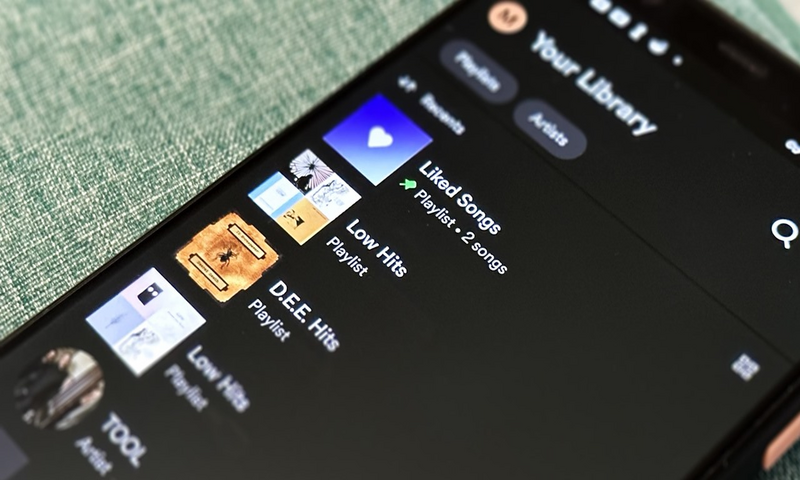 M
Your Library
Playlists
Artists
Recents
Liked Songs
Playlist • 2 songs
Low Hits
Playlist
D.E.E. Hits
Playlist
Low Hits
Playlist
TOOL
Artist